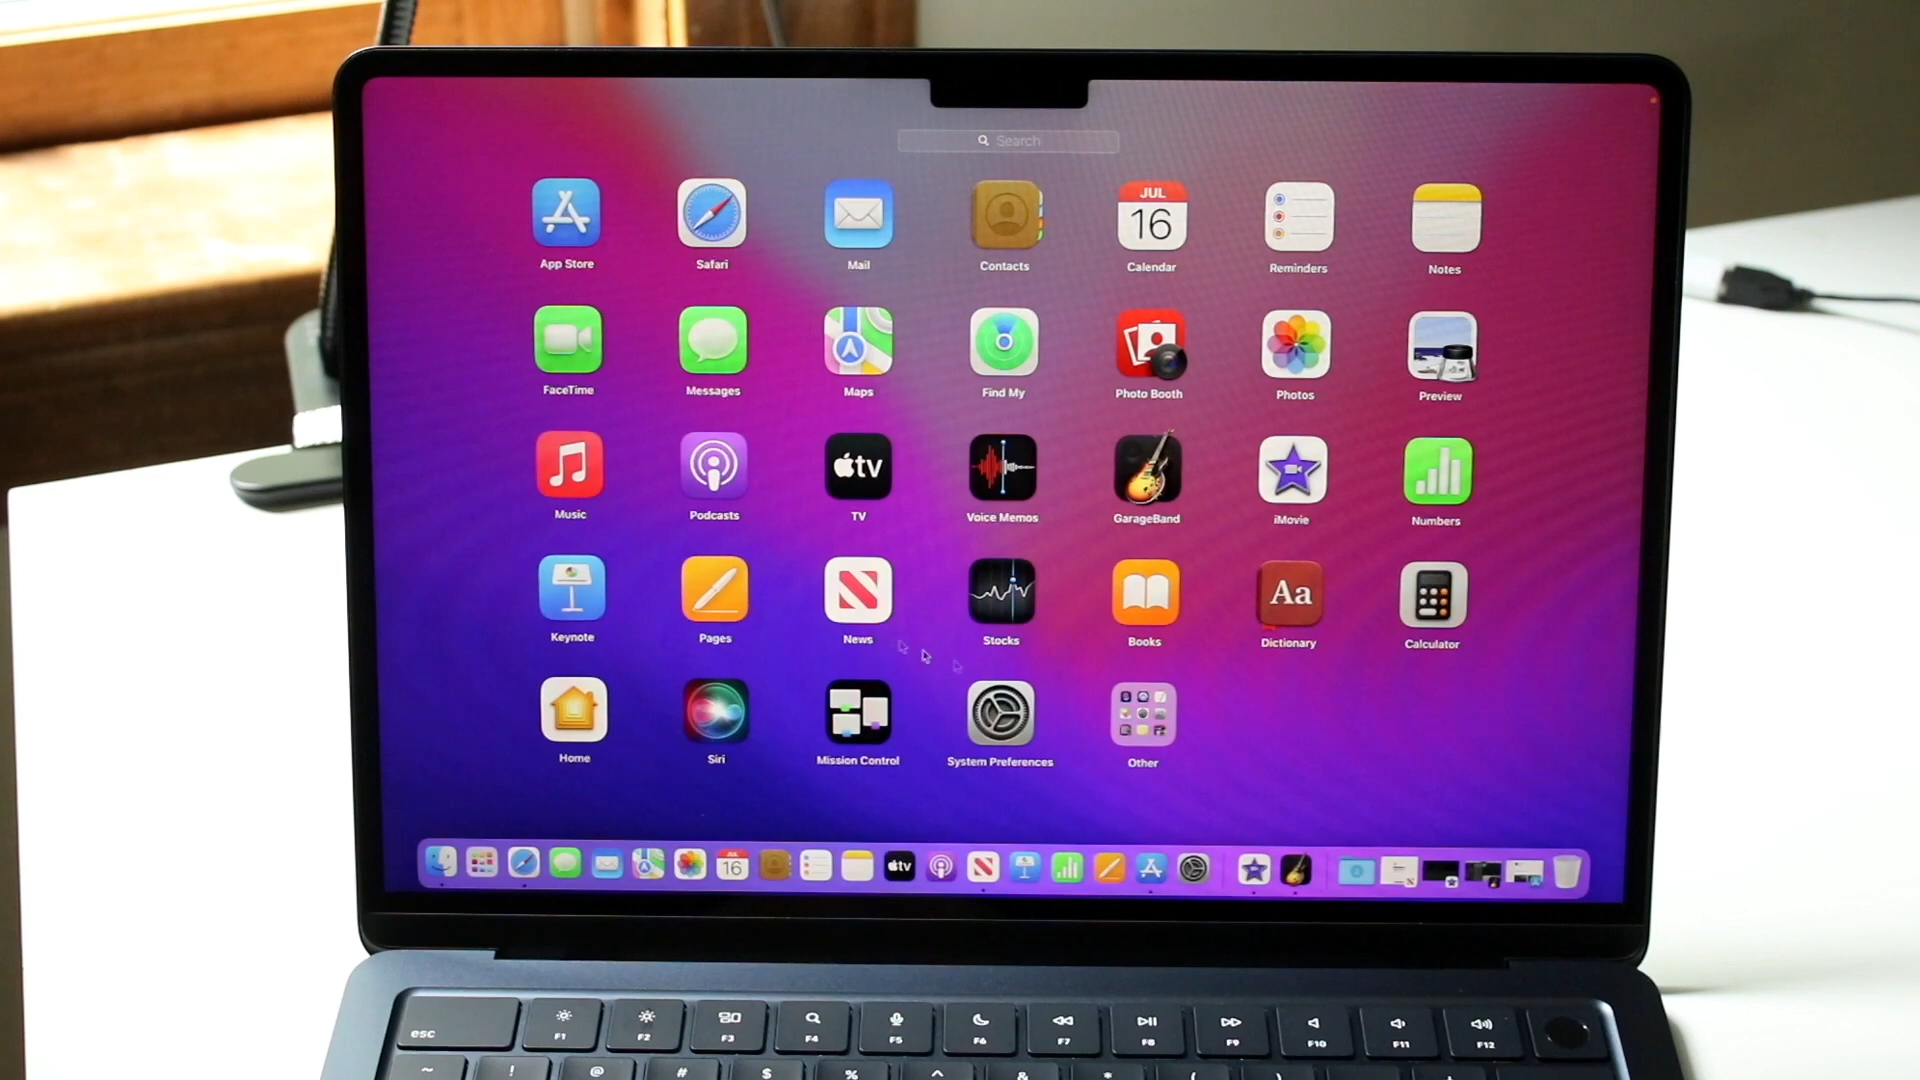 Search
App Store
Safari
Mail
JUL
16
Contacts
Calendar
Reminders
Notes
FaceTime
Messages
Maps
Find My
Photo Booth
Photos
Preview
tv
Music
Podcasts
TV
Voice Memos
GarageBand
iMovie
Numbers
Aa
Keynote
Pages
News
Stocks
Books
Dictionary
Calculator
Home
Siri
Mission Control
System Preferences
Other
JUL
16
tv
esc
F1
F2
F3
F4
F5
F6
F7
F8
F9
F10
F11
F12
~
!
@
#
$
%
^
&
*
(
)